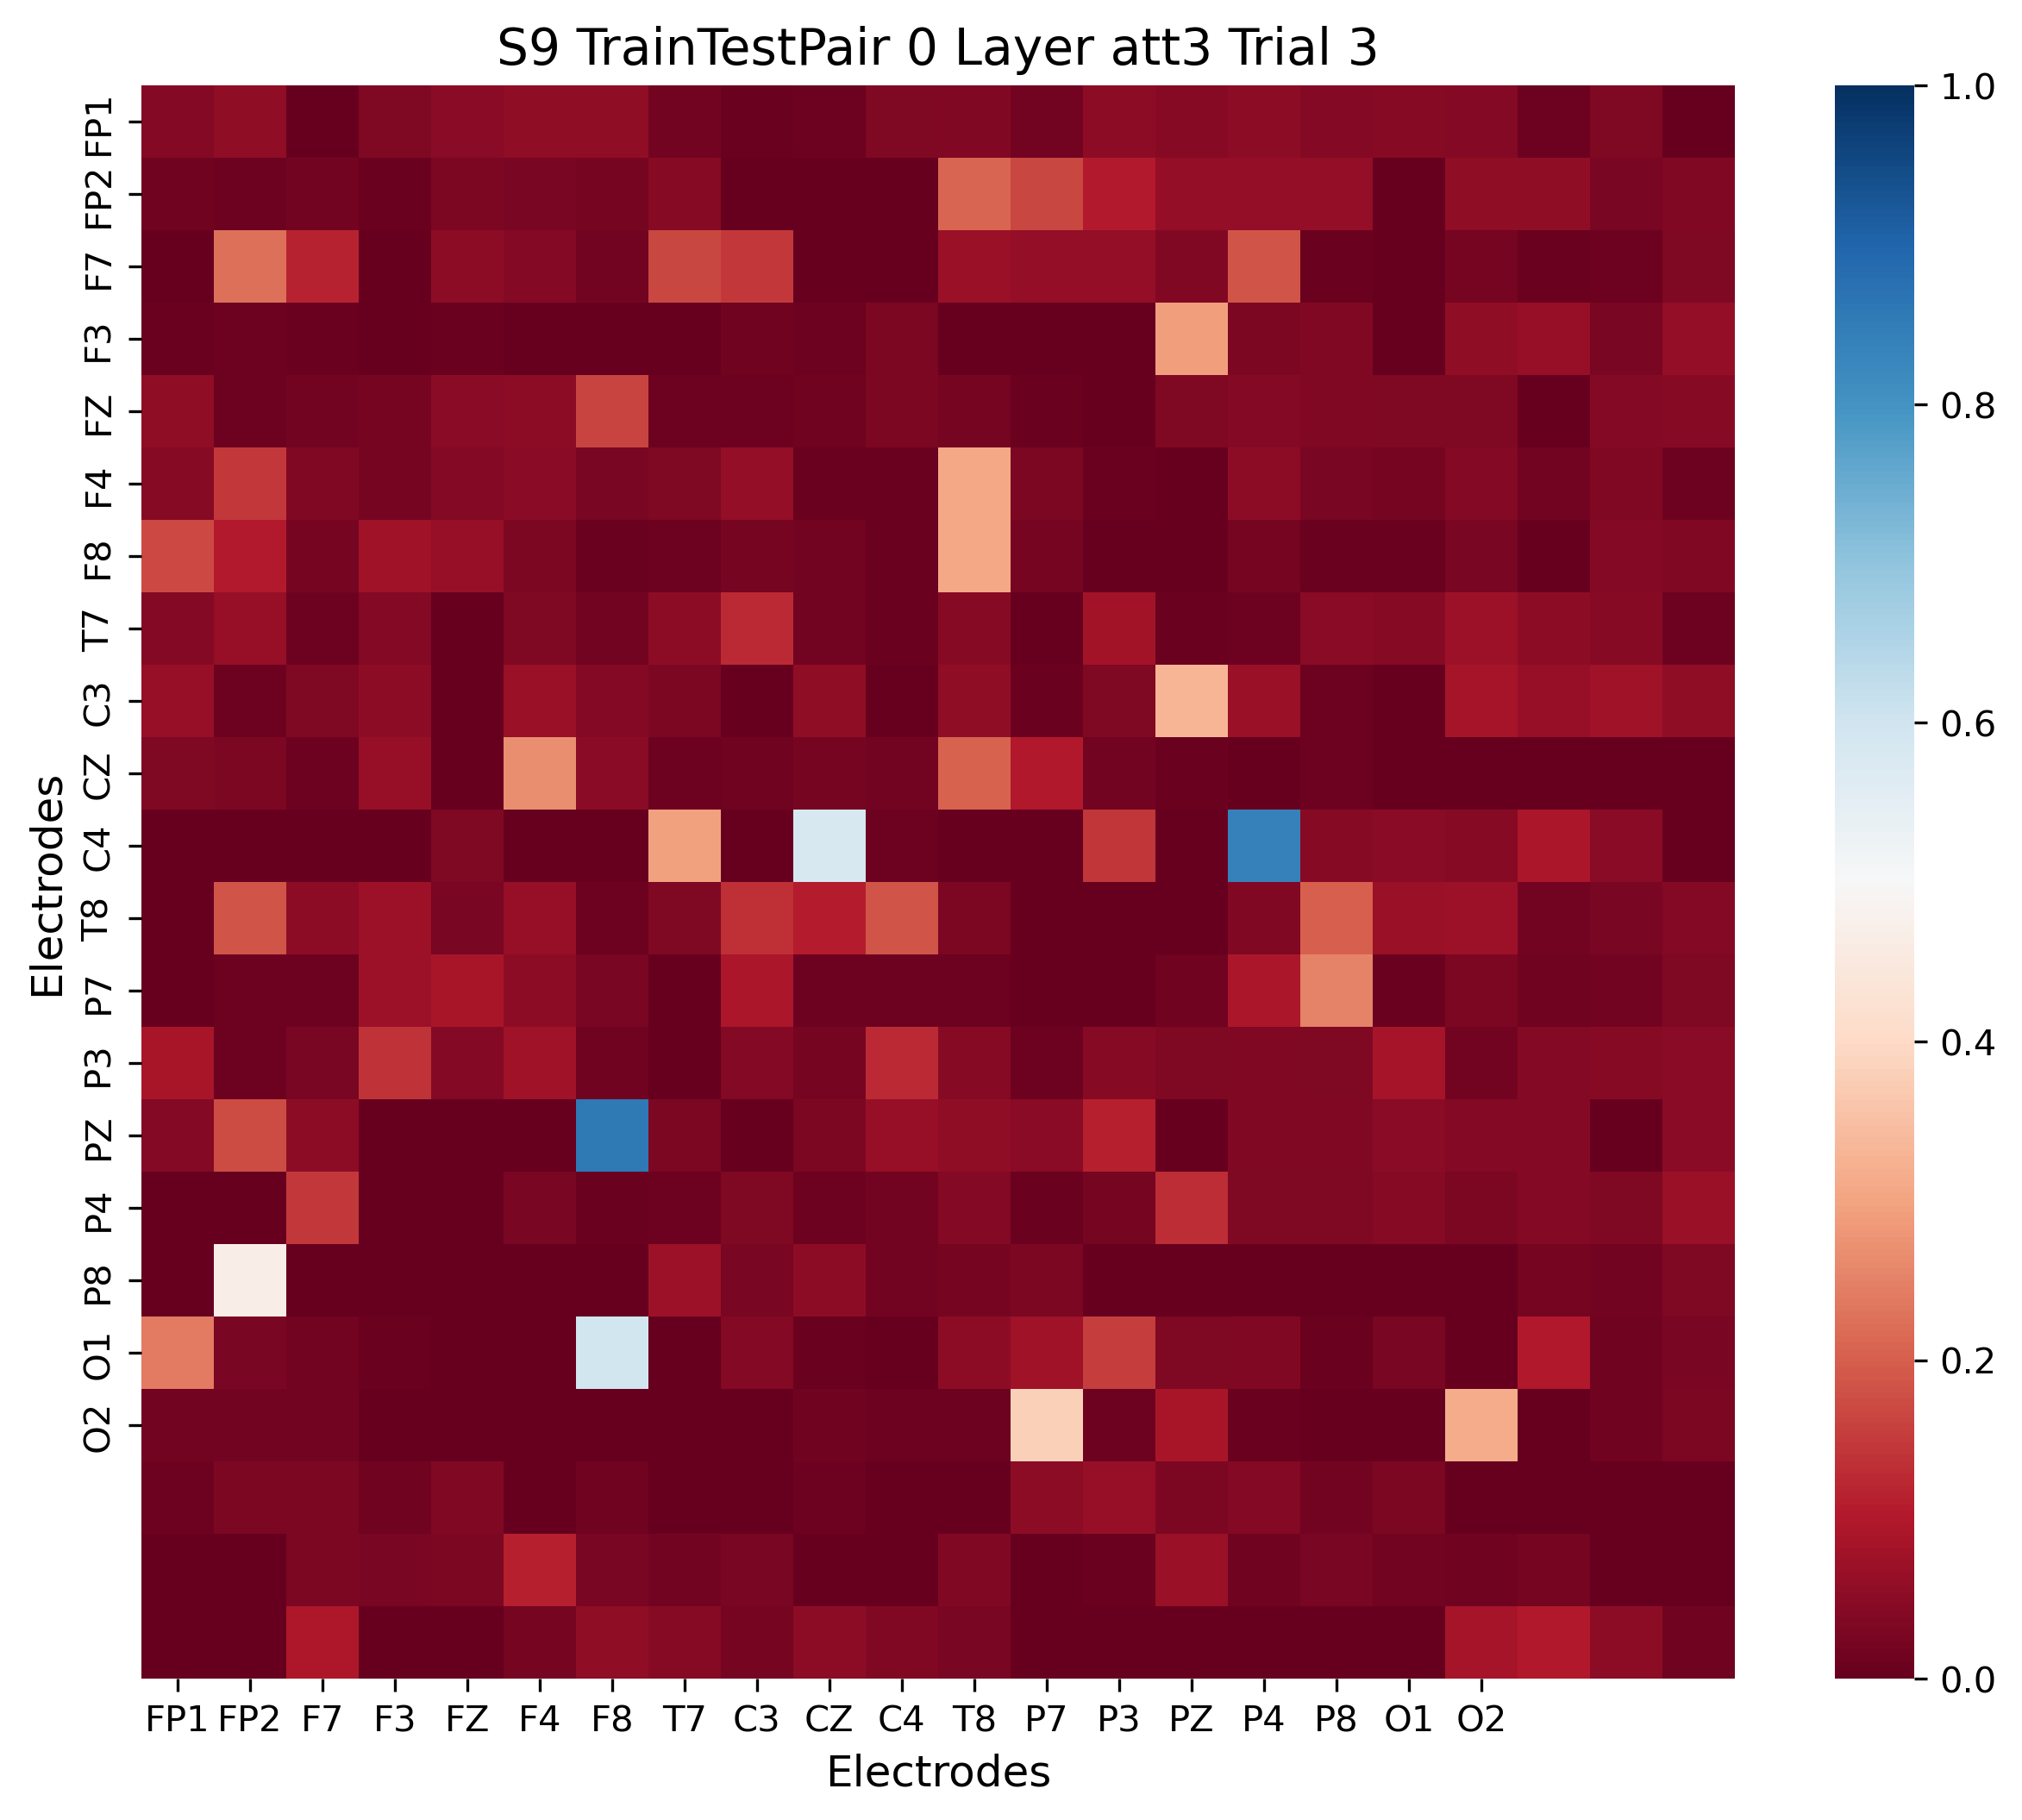 S9 TrainTestPair 0 Layer att3 Trial 3
Electrodes
FP1
FP2
F7
F3
FZ
F4
F8
T7
C3
CZ
C4
T8
P7
P3
PZ
P4
P8
O1
O2
FP1 FP2 F7 F3 FZ F4 F8 T7 C3 CZ C4 T8 P7 P3 PZ P4 P8 O1 O2
Electrodes
1.0
0.8
0.6
0.4
0.2
0.0